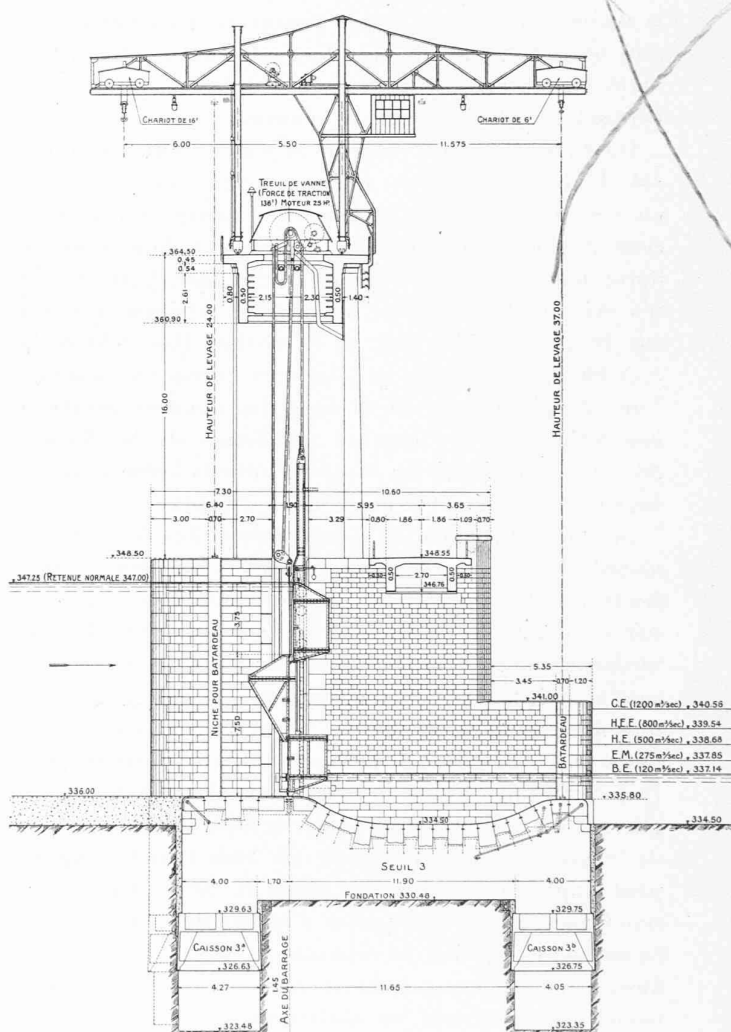 CHARIOT DE 16ᵗ
CHARIOT DE 6ᵗ
6.00 5.50 11.575
TREUIL DE VANNE
(FORCE DE TRACTION
138ᵗ) MOTEUR 25 HP.
364,50
0.45
0.54
2.61
0.80 0.50 2.15 2.30 0.50 1.40
360.90
HAUTEUR DE LEVAGE 24.00
HAUTEUR DE LEVAGE 37.00
16.00
7.30 10.60
6.40 1.50 5.95 3.65
3.00 0.70 2.70 3.29 0.80 1.86 1.86 1.09 0.70
348.50 348.55
347.25 (RETENUE NORMALE 347.00)
0.50 2.70 0.50
346.76
3.75
NICHE POUR BATARDEAU
7.50
5.35
3.45 0.70 1.20
341.00
BATARDEAU
C.E. (1200 m³/sec) 340.56
H.E.E. (800 m³/sec) 339.54
H.E. (500 m³/sec) 338.68
E.M. (275 m³/sec) 337.85
B.E. (120 m³/sec) 337.14
336.00 335.80
334.50 334.50
SEUIL 3
4.00 1.70 11.90 4.00
FONDATION 330.48
329.63 329.75
CAISSON 3ᵃ CAISSON 3ᵇ
326.63 326.75
4.27 1.45 11.65 4.05
AXE DU BARRAGE
323.48 323.35